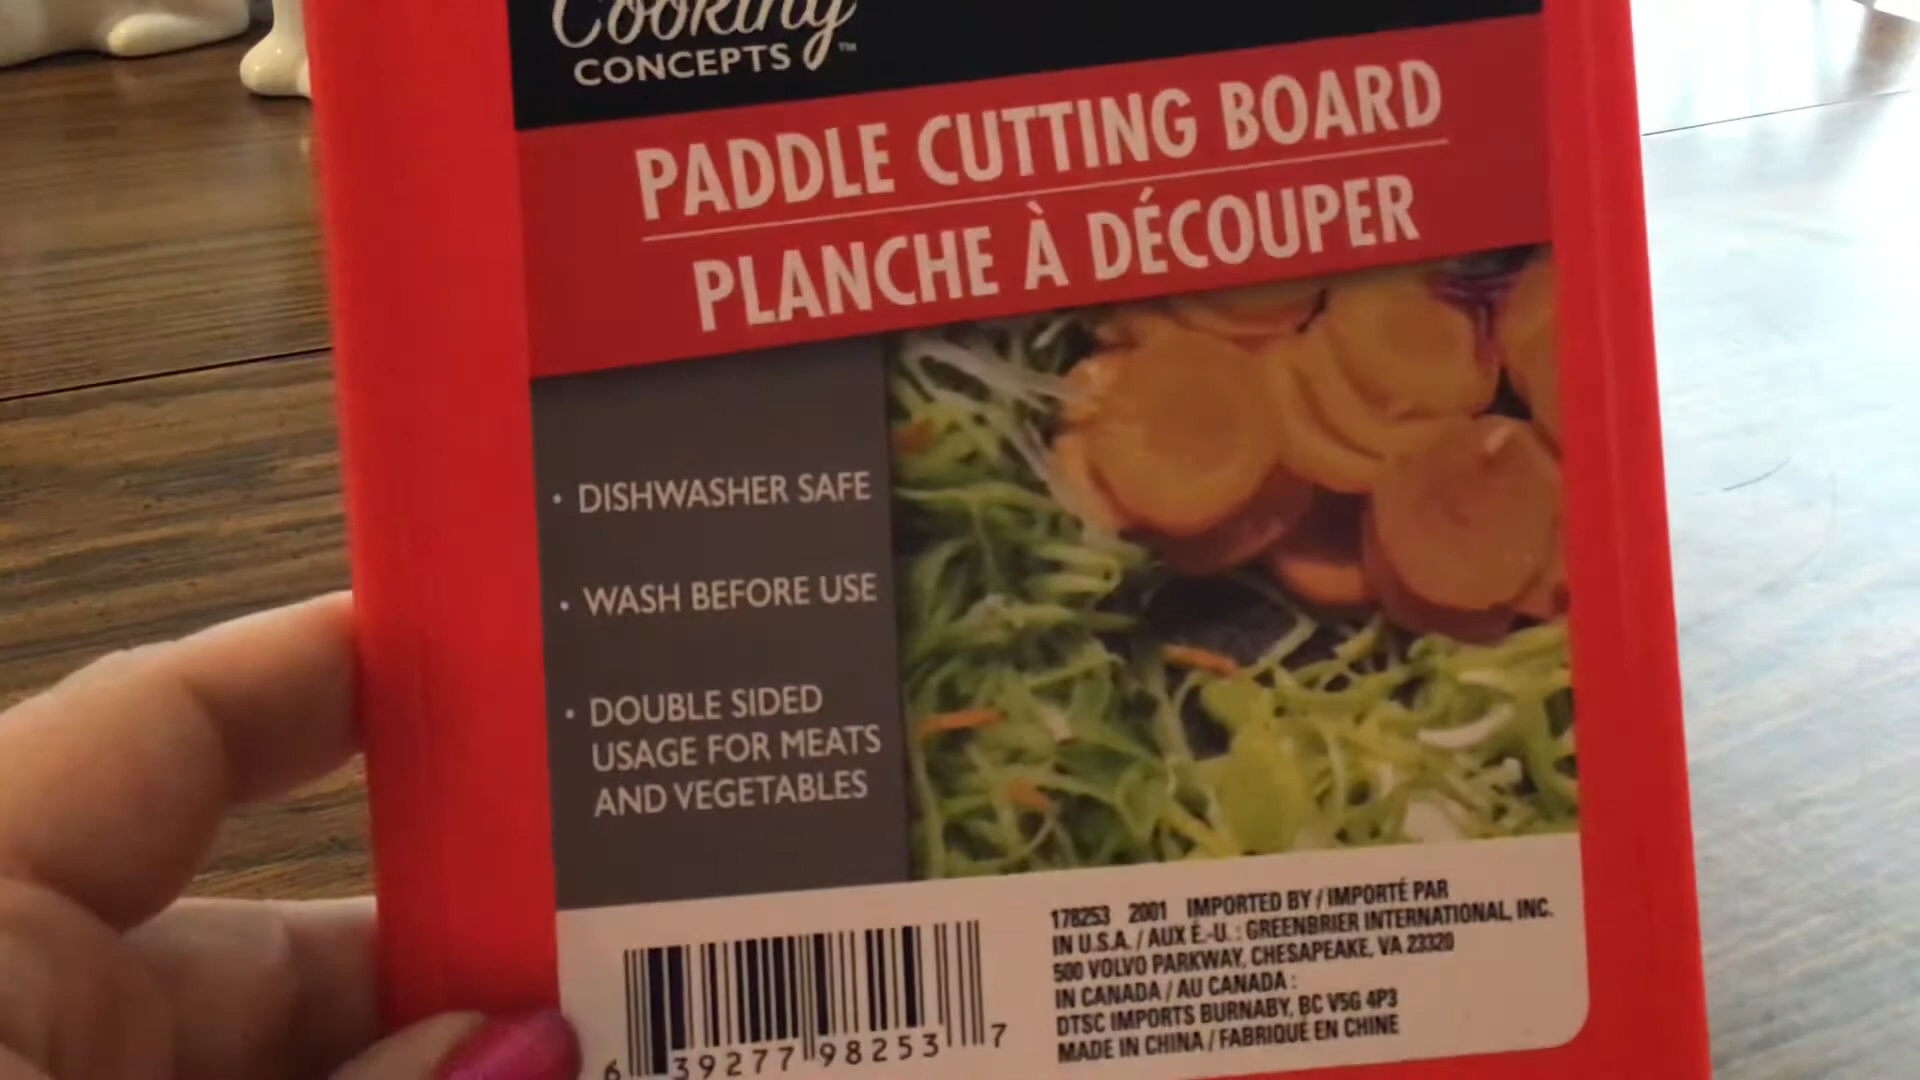 Cooking
CONCEPTS™
PADDLE CUTTING BOARD
PLANCHE À DÉCOUPER
• DISHWASHER SAFE
• WASH BEFORE USE
• DOUBLE SIDED
USAGE FOR MEATS
AND VEGETABLES
178253 2001 IMPORTED BY / IMPORTÉ PAR
IN U.S.A. / AUX É.-U. : GREENBRIER INTERNATIONAL, INC.
500 VOLVO PARKWAY, CHESAPEAKE, VA 23320
IN CANADA / AU CANADA :
DTSC IMPORTS BURNABY, BC V5G 4P3
MADE IN CHINA / FABRIQUÉ EN CHINE
6 39277 98253 7